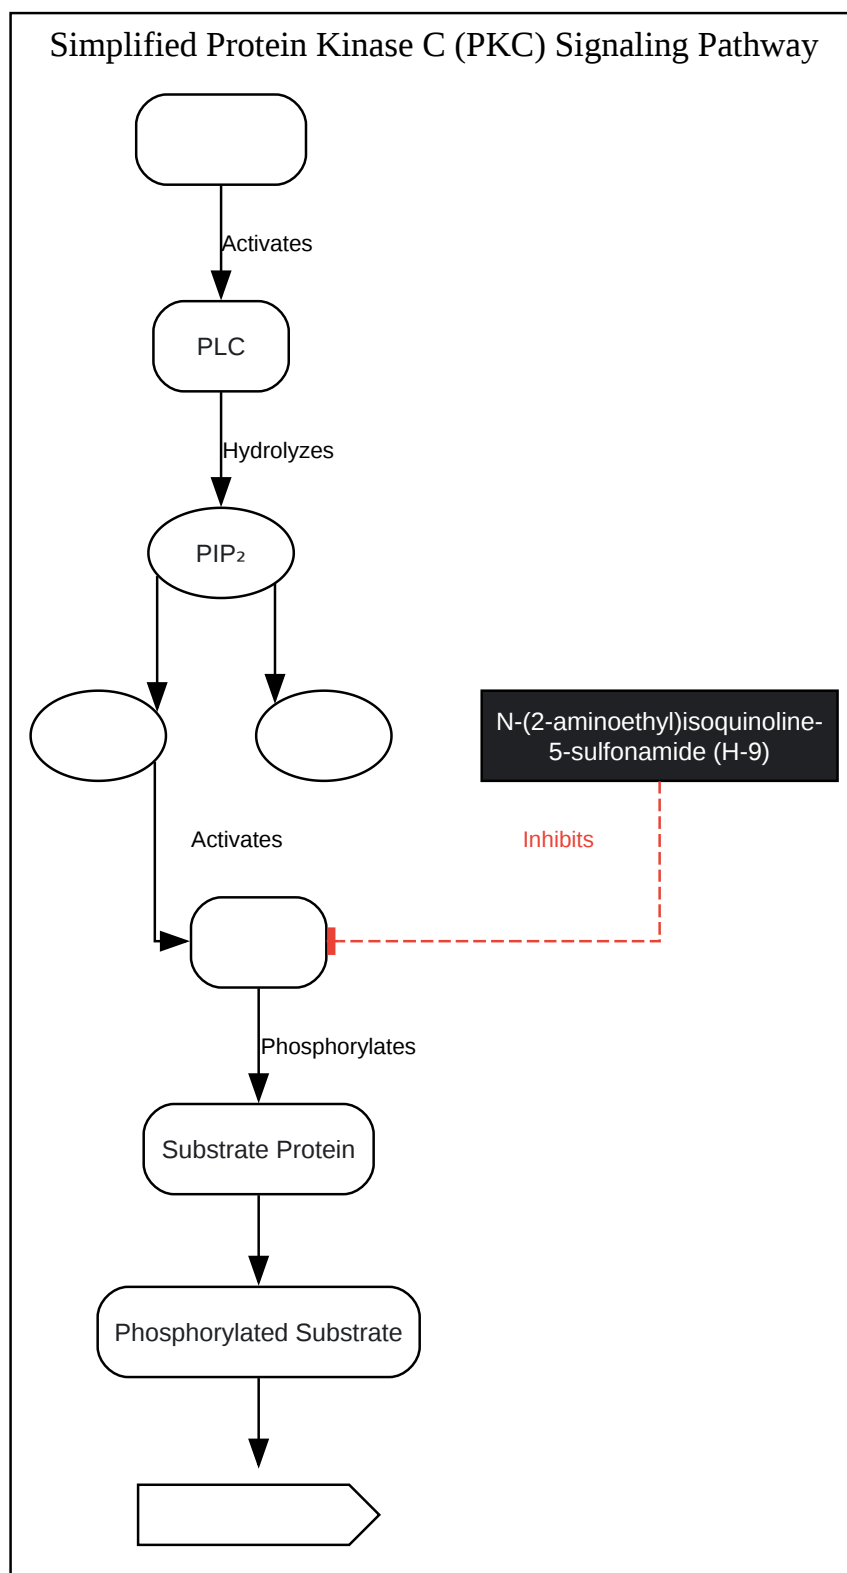 Simplified Protein Kinase C (PKC) Signaling Pathway
Activates
PLC
Hydrolyzes
PIP₂
N-(2-aminoethyl)isoquinoline-
5-sulfonamide (H-9)
Activates
Inhibits
Phosphorylates
Substrate Protein
Phosphorylated Substrate